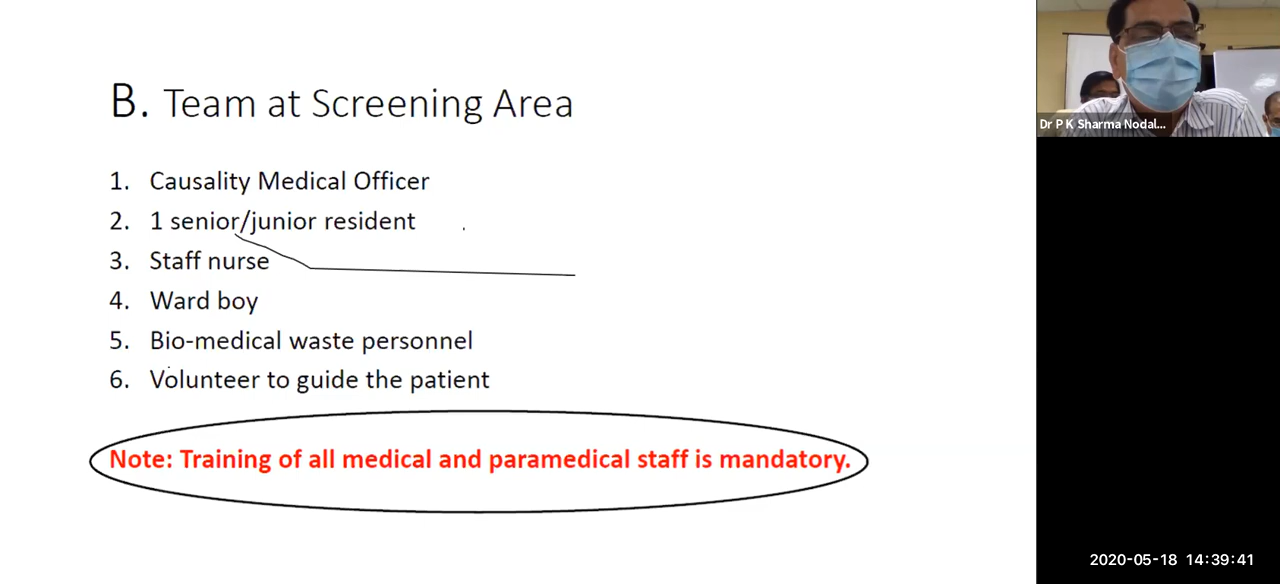 B. Team at Screening Area
1. Causality Medical Officer
2. 1 senior/junior resident
3. Staff nurse
4. Ward boy
5. Bio-medical waste personnel
6. Volunteer to guide the patient
Note: Training of all medical and paramedical staff is mandatory.
Dr P K Sharma Nodal...
2020-05-18 14:39:41